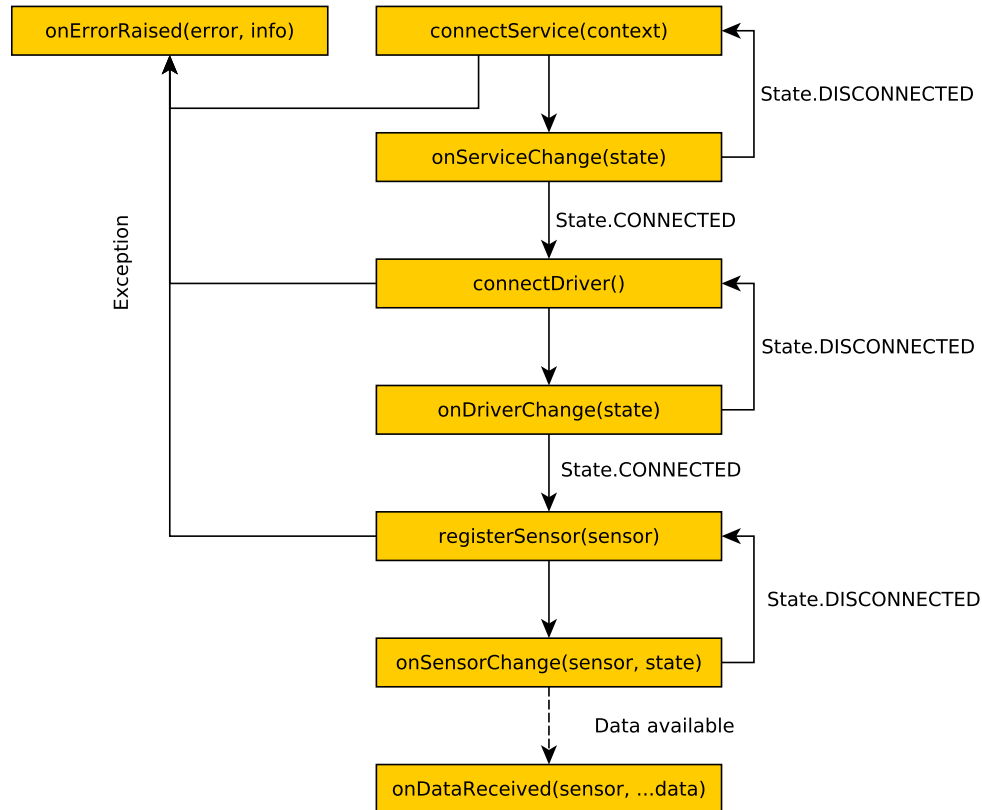 onErrorRaised(error, info)
connectService(context)
State.DISCONNECTED
onServiceChange(state)
State.CONNECTED
Exception
connectDriver()
State.DISCONNECTED
onDriverChange(state)
State.CONNECTED
registerSensor(sensor)
State.DISCONNECTED
onSensorChange(sensor, state)
Data available
onDataReceived(sensor, ...data)